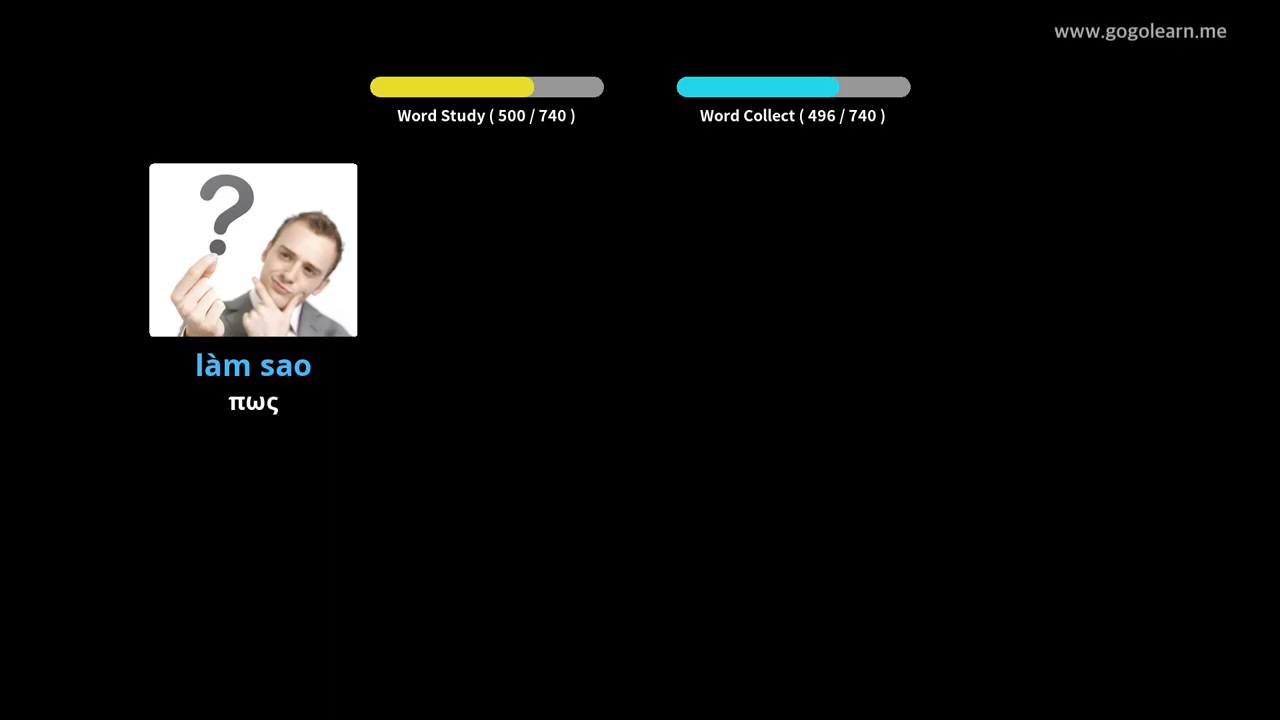 www.gogolearn.me
Word Study ( 500 / 740 )
Word Collect ( 496 / 740 )
?
làm sao
πως